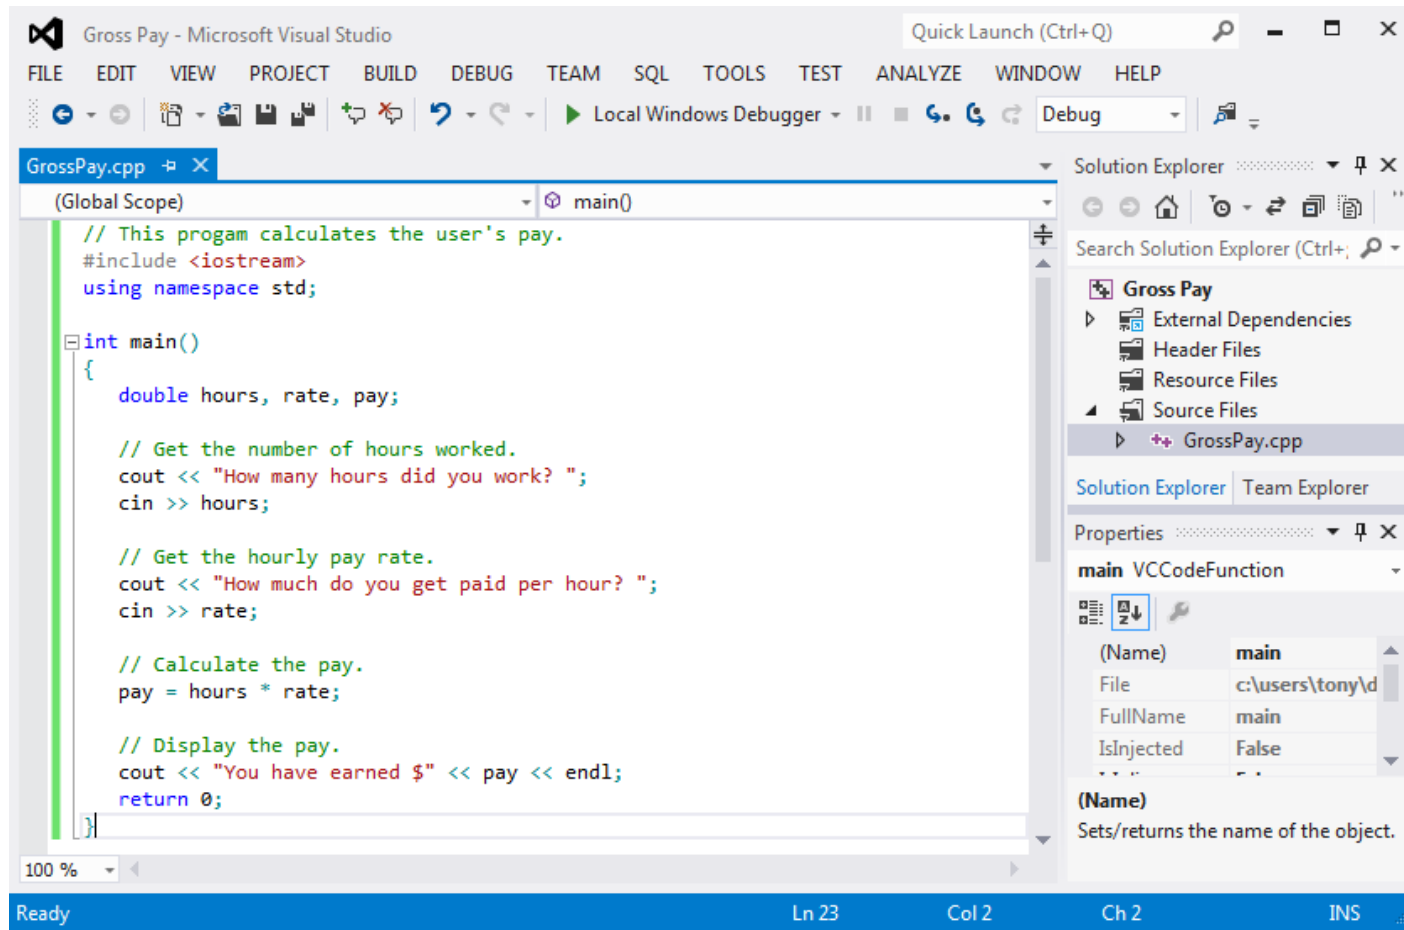 Gross Pay - Microsoft Visual Studio
Quick Launch (Ctrl+Q)
FILE EDIT VIEW PROJECT BUILD DEBUG TEAM SQL TOOLS TEST ANALYZE WINDOW HELP
Local Windows Debugger Debug
GrossPay.cpp
(Global Scope) main()
// This progam calculates the user's pay.
#include <iostream>
using namespace std;
int main()
{
double hours, rate, pay;
// Get the number of hours worked.
cout << "How many hours did you work? ";
cin >> hours;
// Get the hourly pay rate.
cout << "How much do you get paid per hour? ";
cin >> rate;
// Calculate the pay.
pay = hours * rate;
// Display the pay.
cout << "You have earned $" << pay << endl;
return 0;
}
100 %
Solution Explorer
Search Solution Explorer (Ctrl+;
Gross Pay
External Dependencies
Header Files
Resource Files
Source Files
GrossPay.cpp
Solution Explorer Team Explorer
Properties
main VCCodeFunction
(Name) main
File c:\users\tony\d
FullName main
IsInjected False
(Name)
Sets/returns the name of the object.
Ready Ln 23 Col 2 Ch 2 INS